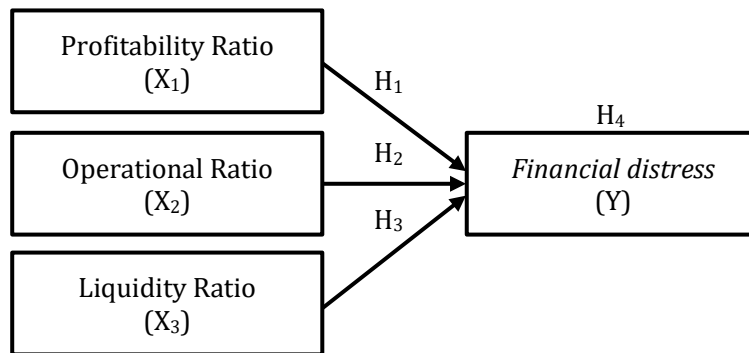 Profitability Ratio
(X₁)
H₁
H₄
Operational Ratio
(X₂)
H₂
Financial distress
(Y)
H₃
Liquidity Ratio
(X₃)